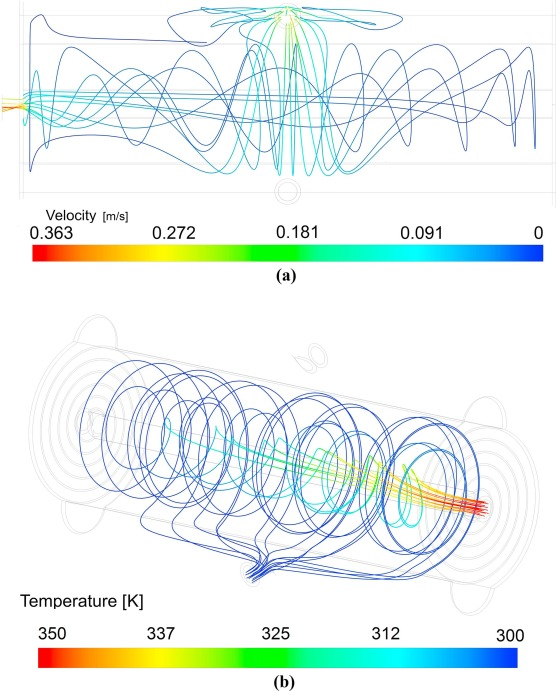 Velocity [m/s]
0.363 0.272 0.181 0.091 0
(a)
Temperature [K]
350 337 325 312 300
(b)